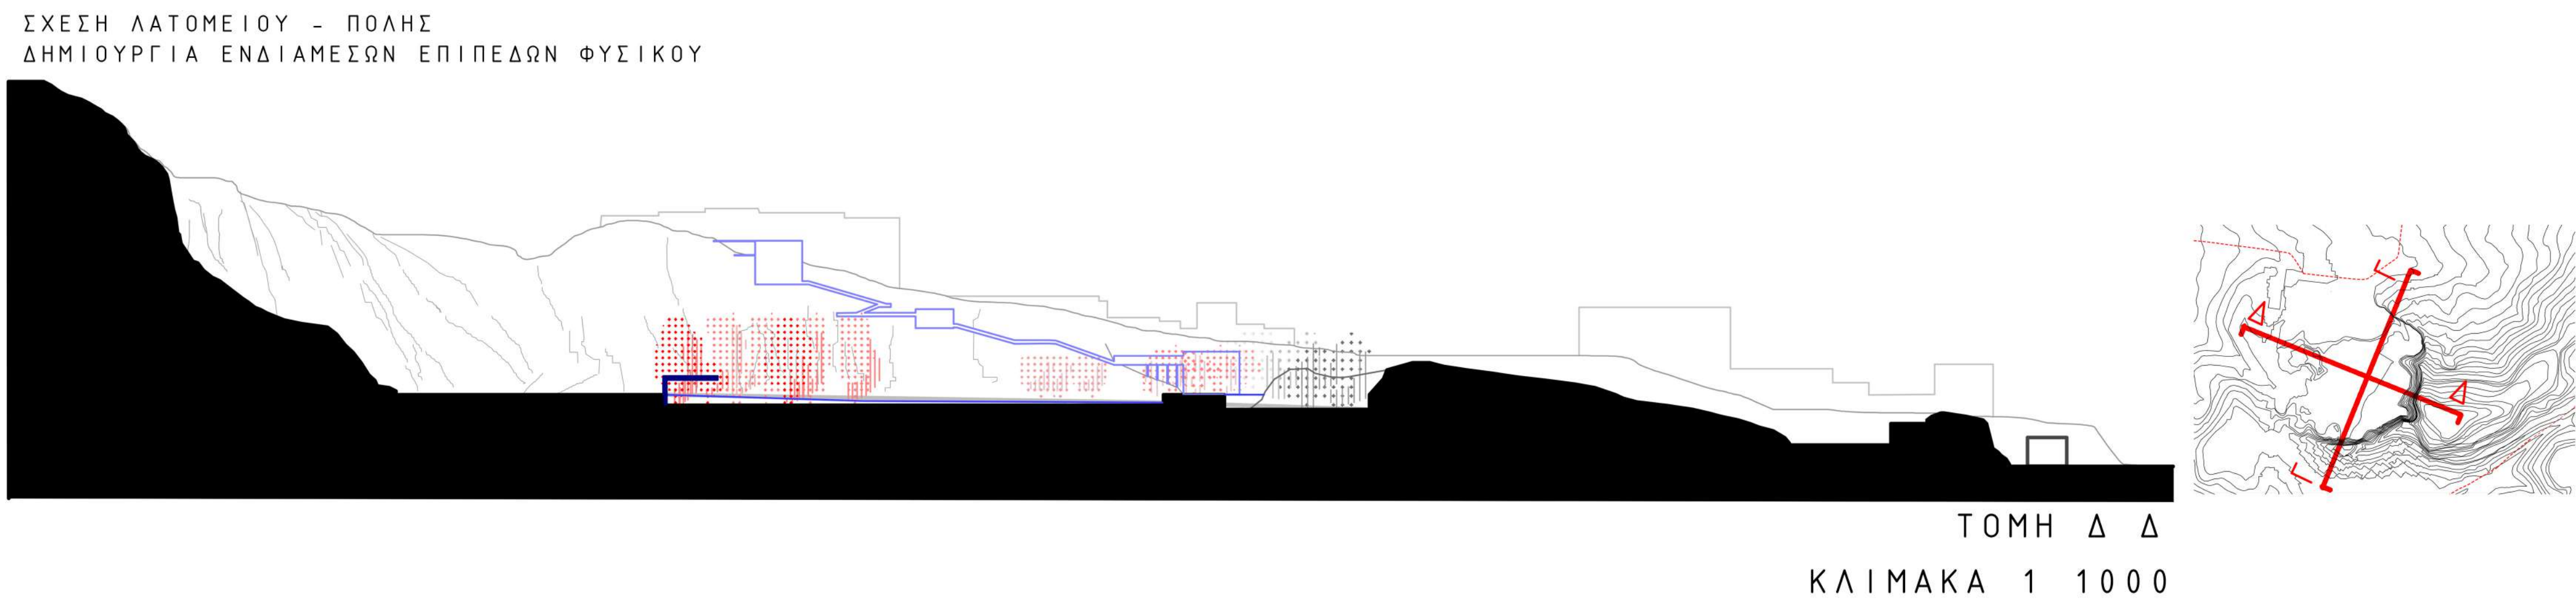 ΣΧΕΣΗ ΛΑΤΟΜΕΙΟΥ - ΠΟΛΗΣ
ΔΗΜΙΟΥΡΓΙΑ ΕΝΔΙΑΜΕΣΩΝ ΕΠΙΠΕΔΩΝ ΦΥΣΙΚΟΥ
Γ
Δ
Δ
Γ
ΤΟΜΗ Δ Δ
ΚΛΙΜΑΚΑ 1 1000